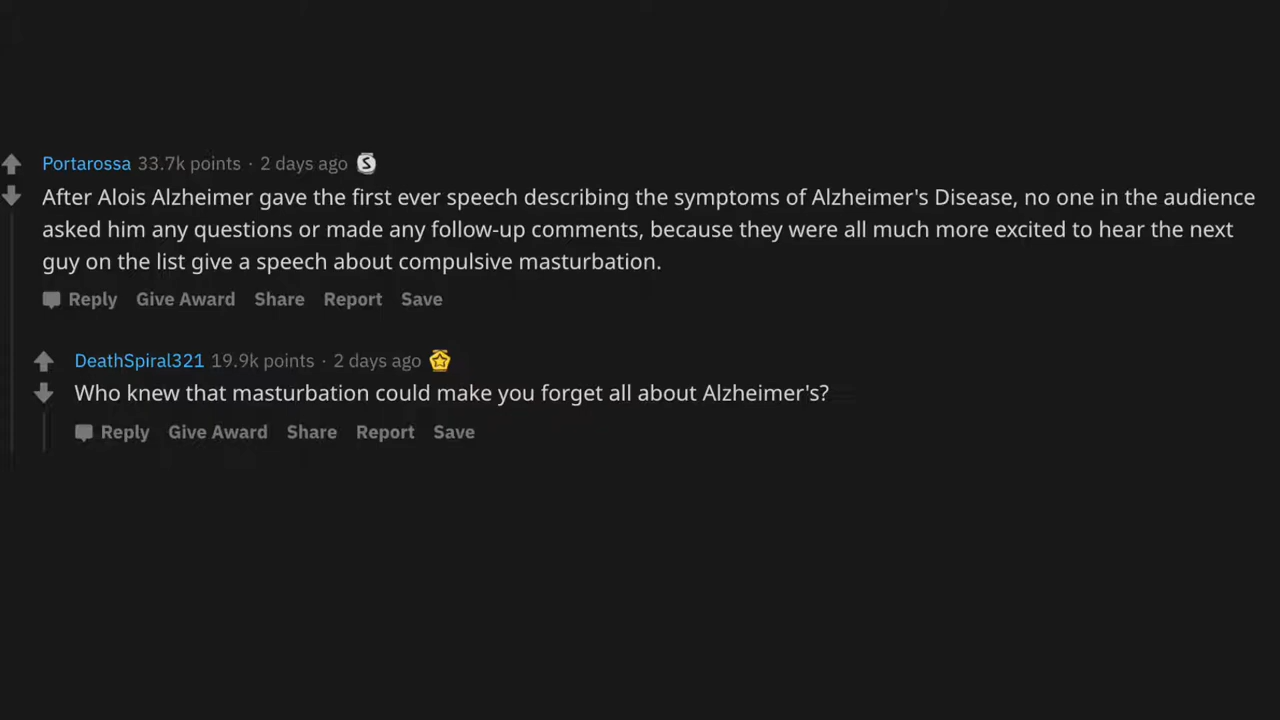 Portarossa 33.7k points · 2 days ago S
After Alois Alzheimer gave the first ever speech describing the symptoms of Alzheimer's Disease, no one in the audience
asked him any questions or made any follow-up comments, because they were all much more excited to hear the next
guy on the list give a speech about compulsive masturbation.
Reply Give Award Share Report Save
DeathSpiral321 19.9k points · 2 days ago
Who knew that masturbation could make you forget all about Alzheimer's?
Reply Give Award Share Report Save